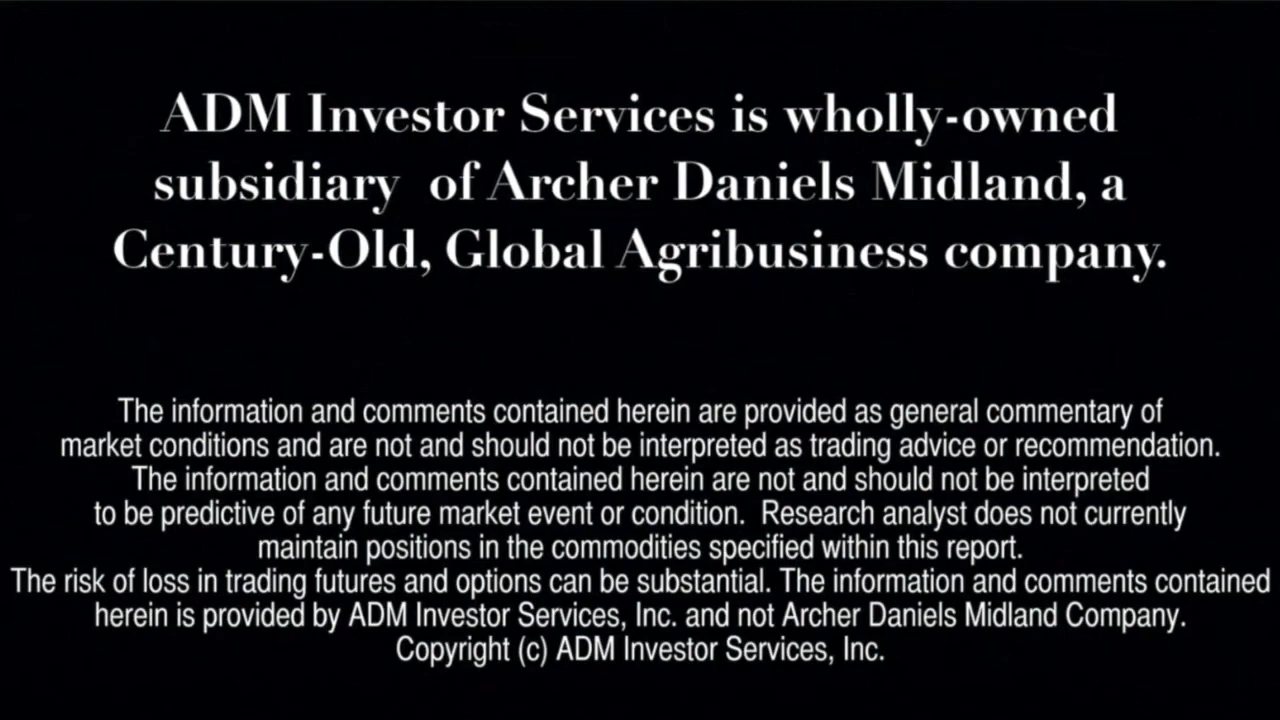 ADM Investor Services is wholly-owned
subsidiary of Archer Daniels Midland, a
Century-Old, Global Agribusiness company.
The information and comments contained herein are provided as general commentary of
market conditions and are not and should not be interpreted as trading advice or recommendation.
The information and comments contained herein are not and should not be interpreted
to be predictive of any future market event or condition. Research analyst does not currently
maintain positions in the commodities specified within this report.
The risk of loss in trading futures and options can be substantial. The information and comments contained
herein is provided by ADM Investor Services, Inc. and not Archer Daniels Midland Company.
Copyright (c) ADM Investor Services, Inc.